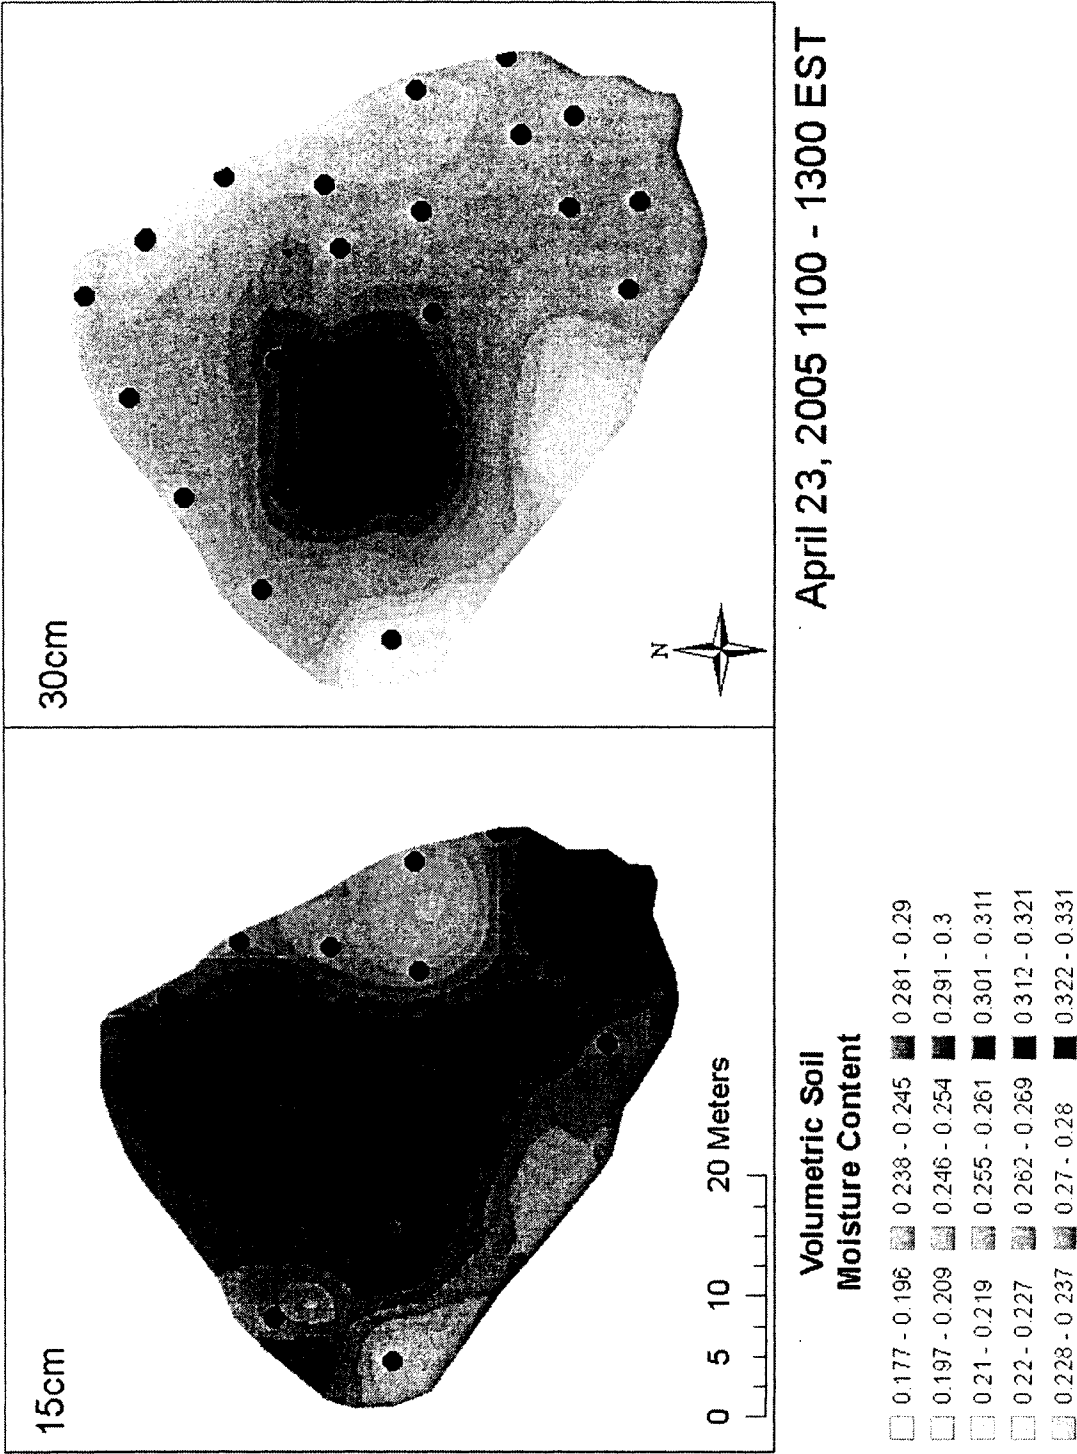 15cm
30cm
N
0 5 10 20 Meters
April 23, 2005 1100 - 1300 EST
Volumetric Soil
Moisture Content
0.177 - 0.196 0.238 - 0.245 0.281 - 0.29
0.197 - 0.209 0.246 - 0.254 0.291 - 0.3
0.21 - 0.219 0.255 - 0.261 0.301 - 0.311
0.22 - 0.227 0.262 - 0.269 0.312 - 0.321
0.228 - 0.237 0.27 - 0.28 0.322 - 0.331